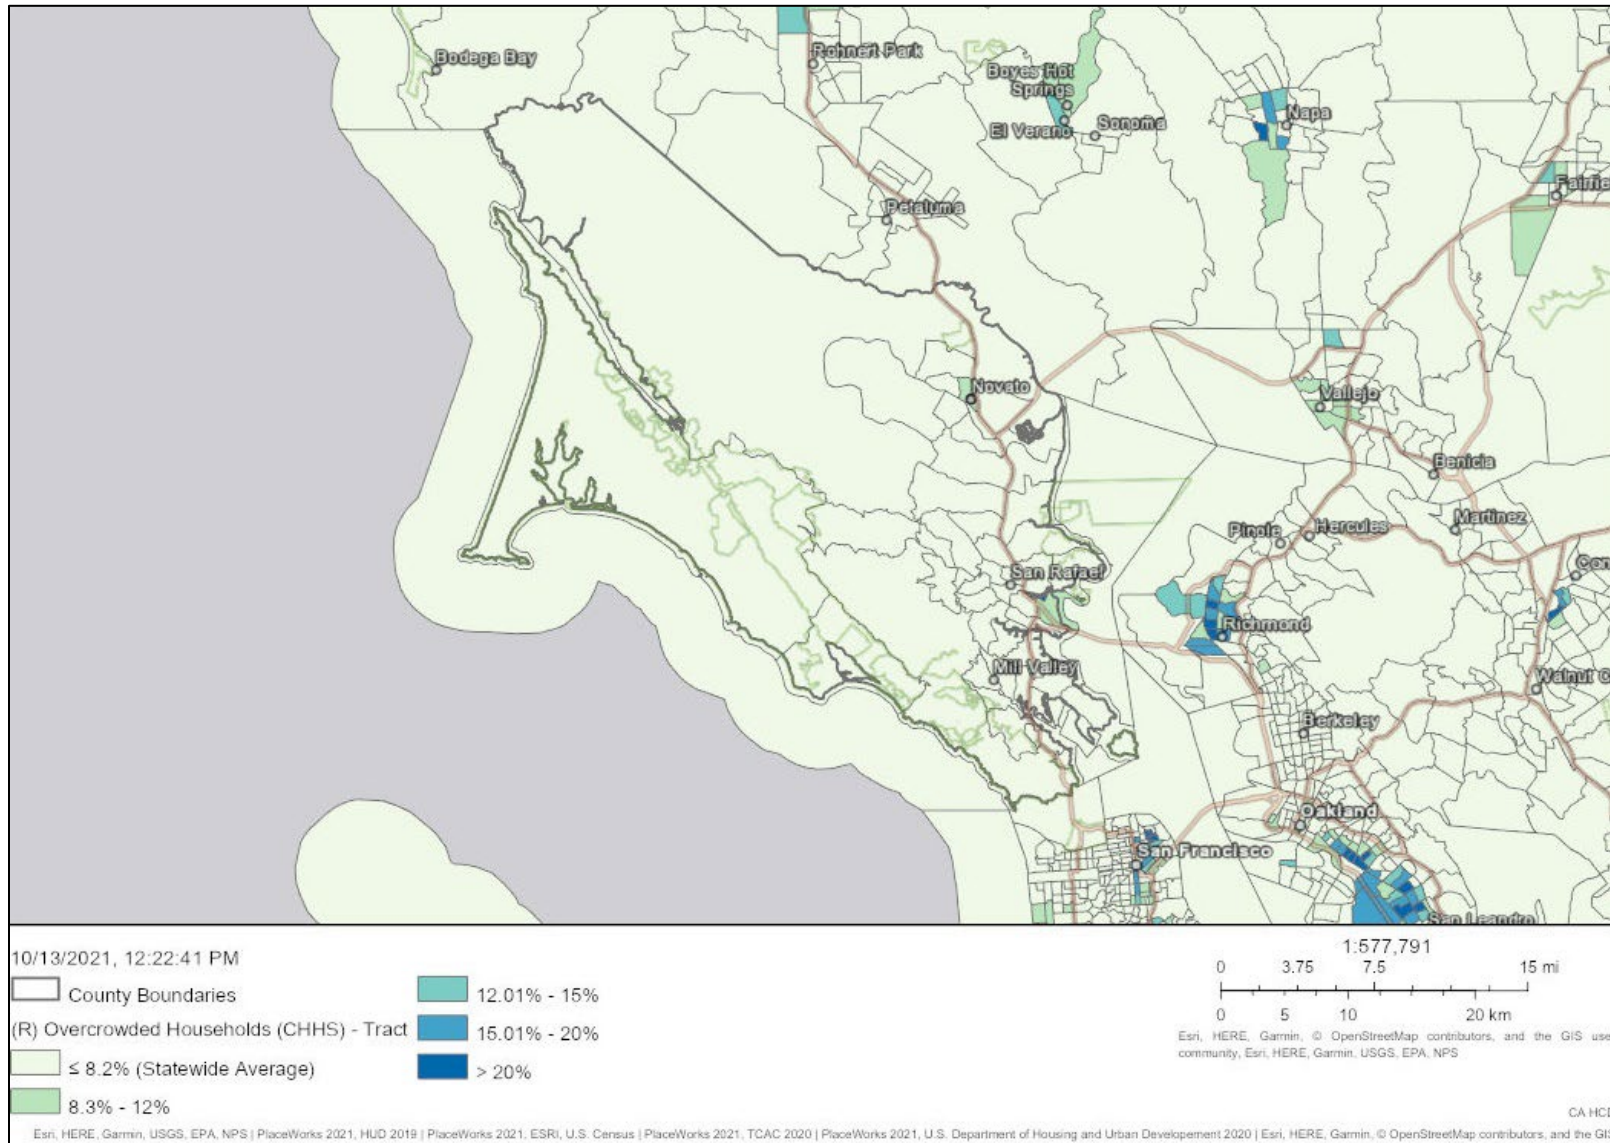 Bodega Bay
Rohnert Park
Boyes Hot
Springs
El Verano
Sonoma
Napa
Petaluma
Novato
Vallejo
Benicia
Pinole
Hercules
Martinez
San Rafael
Richmond
Mill Valley
Berkeley
Oakland
San Francisco
San Leandro
Fairfie
Con
Walnut C
10/13/2021, 12:22:41 PM
County Boundaries
(R) Overcrowded Households (CHHS) - Tract
≤ 8.2% (Statewide Average)
8.3% - 12%
12.01% - 15%
15.01% - 20%
> 20%
1:577,791
0 3.75 7.5 15 mi
0 5 10 20 km
Esri, HERE, Garmin, © OpenStreetMap contributors, and the GIS use
community, Esri, HERE, Garmin, USGS, EPA, NPS
CA HCD
Esri, HERE, Garmin, USGS, EPA, NPS | PlaceWorks 2021, HUD 2019 | PlaceWorks 2021, ESRI, U.S. Census | PlaceWorks 2021, TCAC 2020 | PlaceWorks 2021, U.S. Department of Housing and Urban Developement 2020 | Esri, HERE, Garmin, © OpenStreetMap contributors, and the GIS